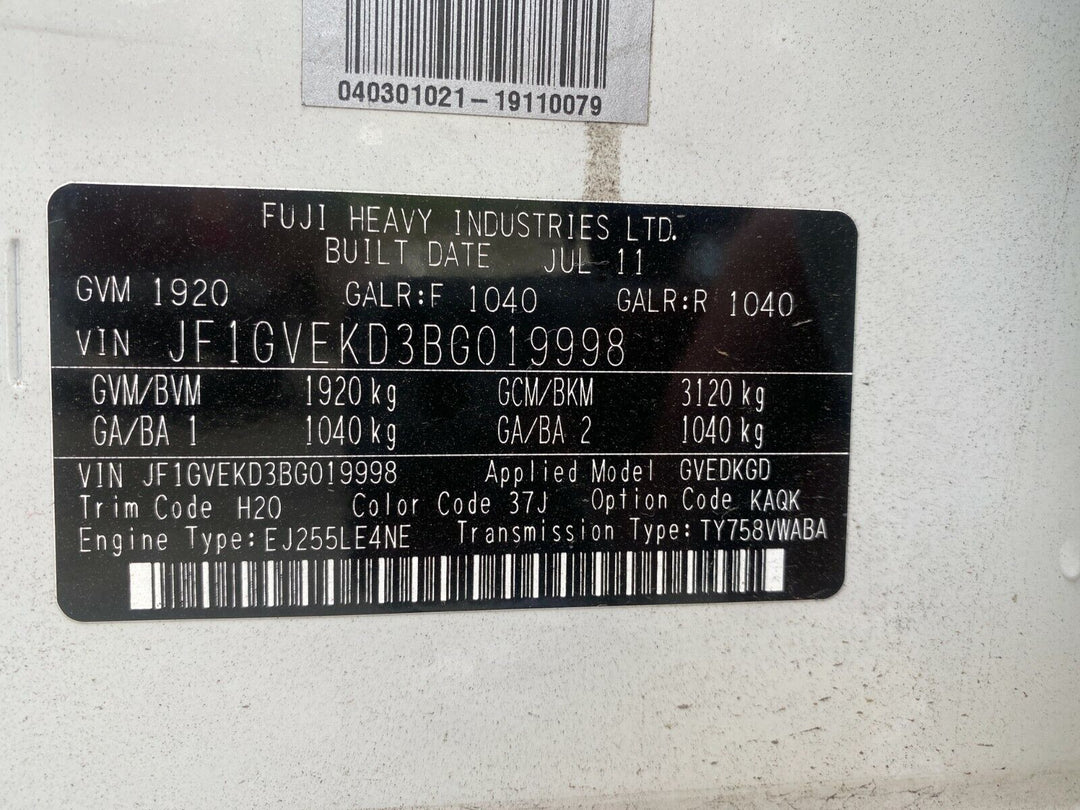 040301021-19110079
FUJI HEAVY INDUSTRIES LTD.
BUILT DATE JUL 11
GVM 1920 GALR:F 1040 GALR:R 1040
VIN JF1GVEKD3BG019998
GVM/BVM 1920 kg GCM/BKM 3120 kg
GA/BA 1 1040 kg GA/BA 2 1040 kg
VIN JF1GVEKD3BG019998 Applied Model GVEDKGD
Trim Code H20 Color Code 37J Option Code KAQK
Engine Type: EJ255LE4NE Transmission Type: TY758VWABA